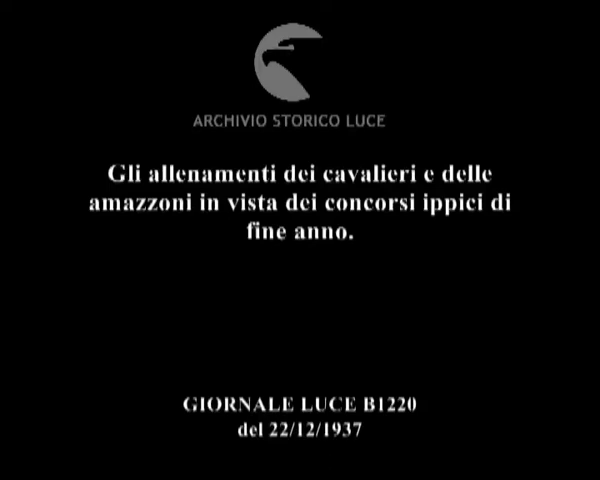 ARCHIVIO STORICO LUCE
Gli allenamenti dei cavalieri e delle
amazzoni in vista dei concorsi ippici di
fine anno.
GIORNALE LUCE B1220
del 22/12/1937